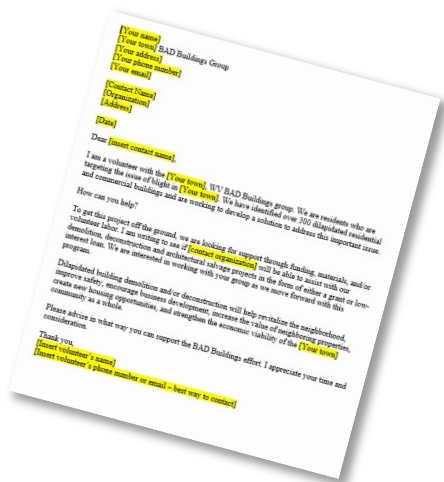 [Your name]
[Your town] BAD Buildings Group
[Your address]
[Your phone number]
[Your email]
[Contact Name]
[Organization]
[Address]
[Date]
Dear [insert contact name],
I am a volunteer with the [Your town], WV BAD Buildings group. We are residents who are
targeting the issue of blight in [Your town]. We have identified over 300 dilapidated residential
and commercial buildings and are working to develop a solution to address this important issue.
How can you help?
To get this project off the ground, we are looking for support through funding, materials, and/or
volunteer labor. I am writing to see if [contact organization] will be able to assist with our
demolition, deconstruction and architectural salvage projects in the form of either a grant or low-
interest loan. We are interested in working with your group as we move forward with this
program.
Dilapidated building demolition and/or deconstruction will help revitalize the neighborhood,
improve safety, encourage business development, increase the value of neighboring properties,
create new housing opportunities, and strengthen the economic viability of the [Your town]
community as a whole.
Please advise in what way you can support the BAD Buildings effort. I appreciate your time and
consideration.
Thank you,
[Insert volunteer's name]
[Insert volunteer's phone number or email – best way to contact]